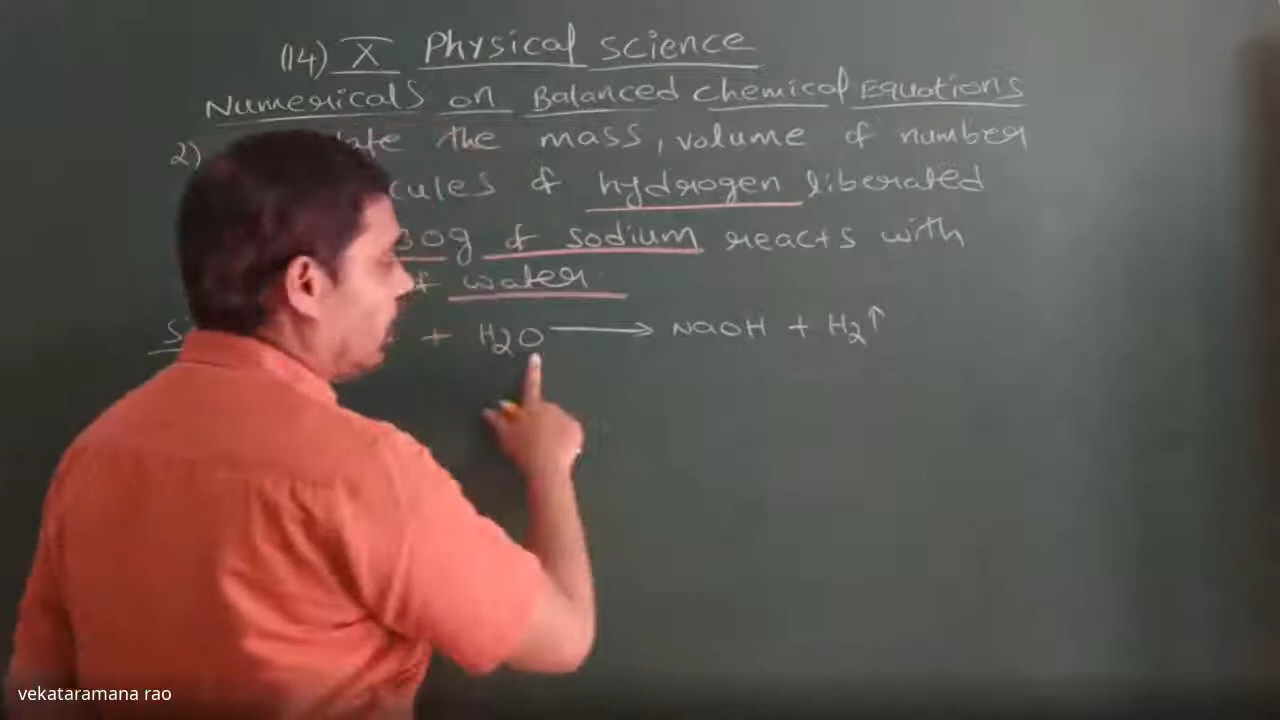 (14) X Physical science
Numericals on Balanced chemical Equations
2) the mass, volume of number
cules of hydrogen liberated
30g of sodium reacts with
of water
+ H2O ⟶ NaOH + H2↑
vekataramana rao